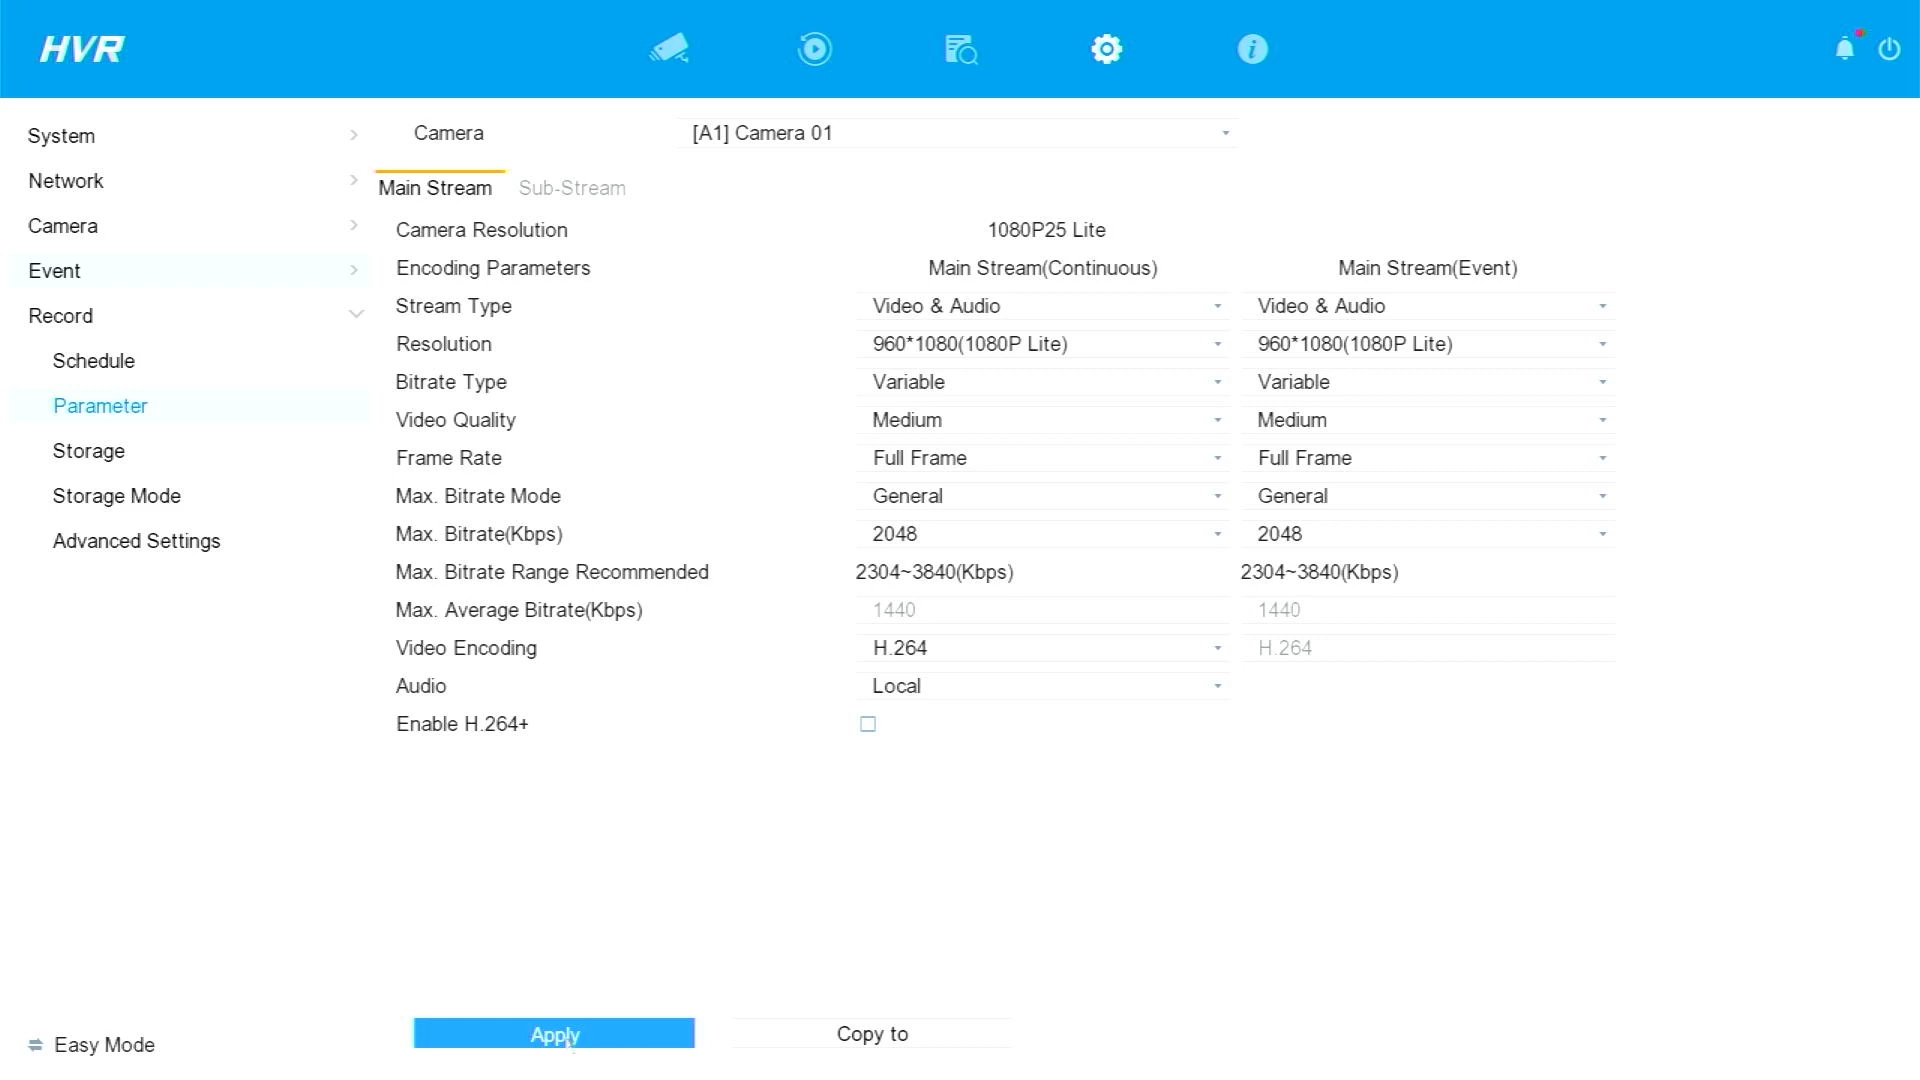 HVR
System
Network
Camera
Event
Record
Schedule
Parameter
Storage
Storage Mode
Advanced Settings
Easy Mode
Camera [A1] Camera 01
Main Stream Sub-Stream
Camera Resolution 1080P25 Lite
Encoding Parameters Main Stream(Continuous) Main Stream(Event)
Stream Type Video & Audio Video & Audio
Resolution 960*1080(1080P Lite) 960*1080(1080P Lite)
Bitrate Type Variable Variable
Video Quality Medium Medium
Frame Rate Full Frame Full Frame
Max. Bitrate Mode General General
Max. Bitrate(Kbps) 2048 2048
Max. Bitrate Range Recommended 2304~3840(Kbps) 2304~3840(Kbps)
Max. Average Bitrate(Kbps) 1440 1440
Video Encoding H.264 H.264
Audio Local
Enable H.264+
Apply Copy to